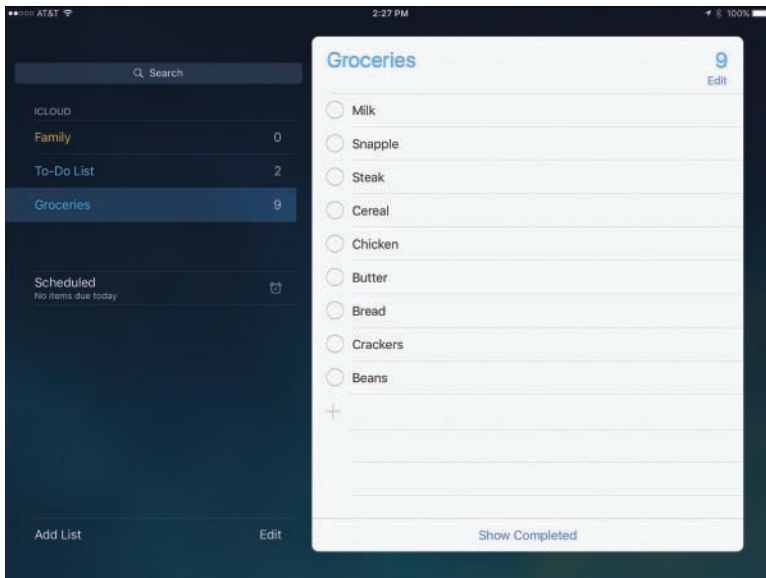 AT&T 2:27 PM 100%
Search
ICLOUD
Family 0
To-Do List 2
Groceries 9
Scheduled
No items due today
Add List Edit
Groceries 9
Edit
Milk
Snapple
Steak
Cereal
Chicken
Butter
Bread
Crackers
Beans
Show Completed